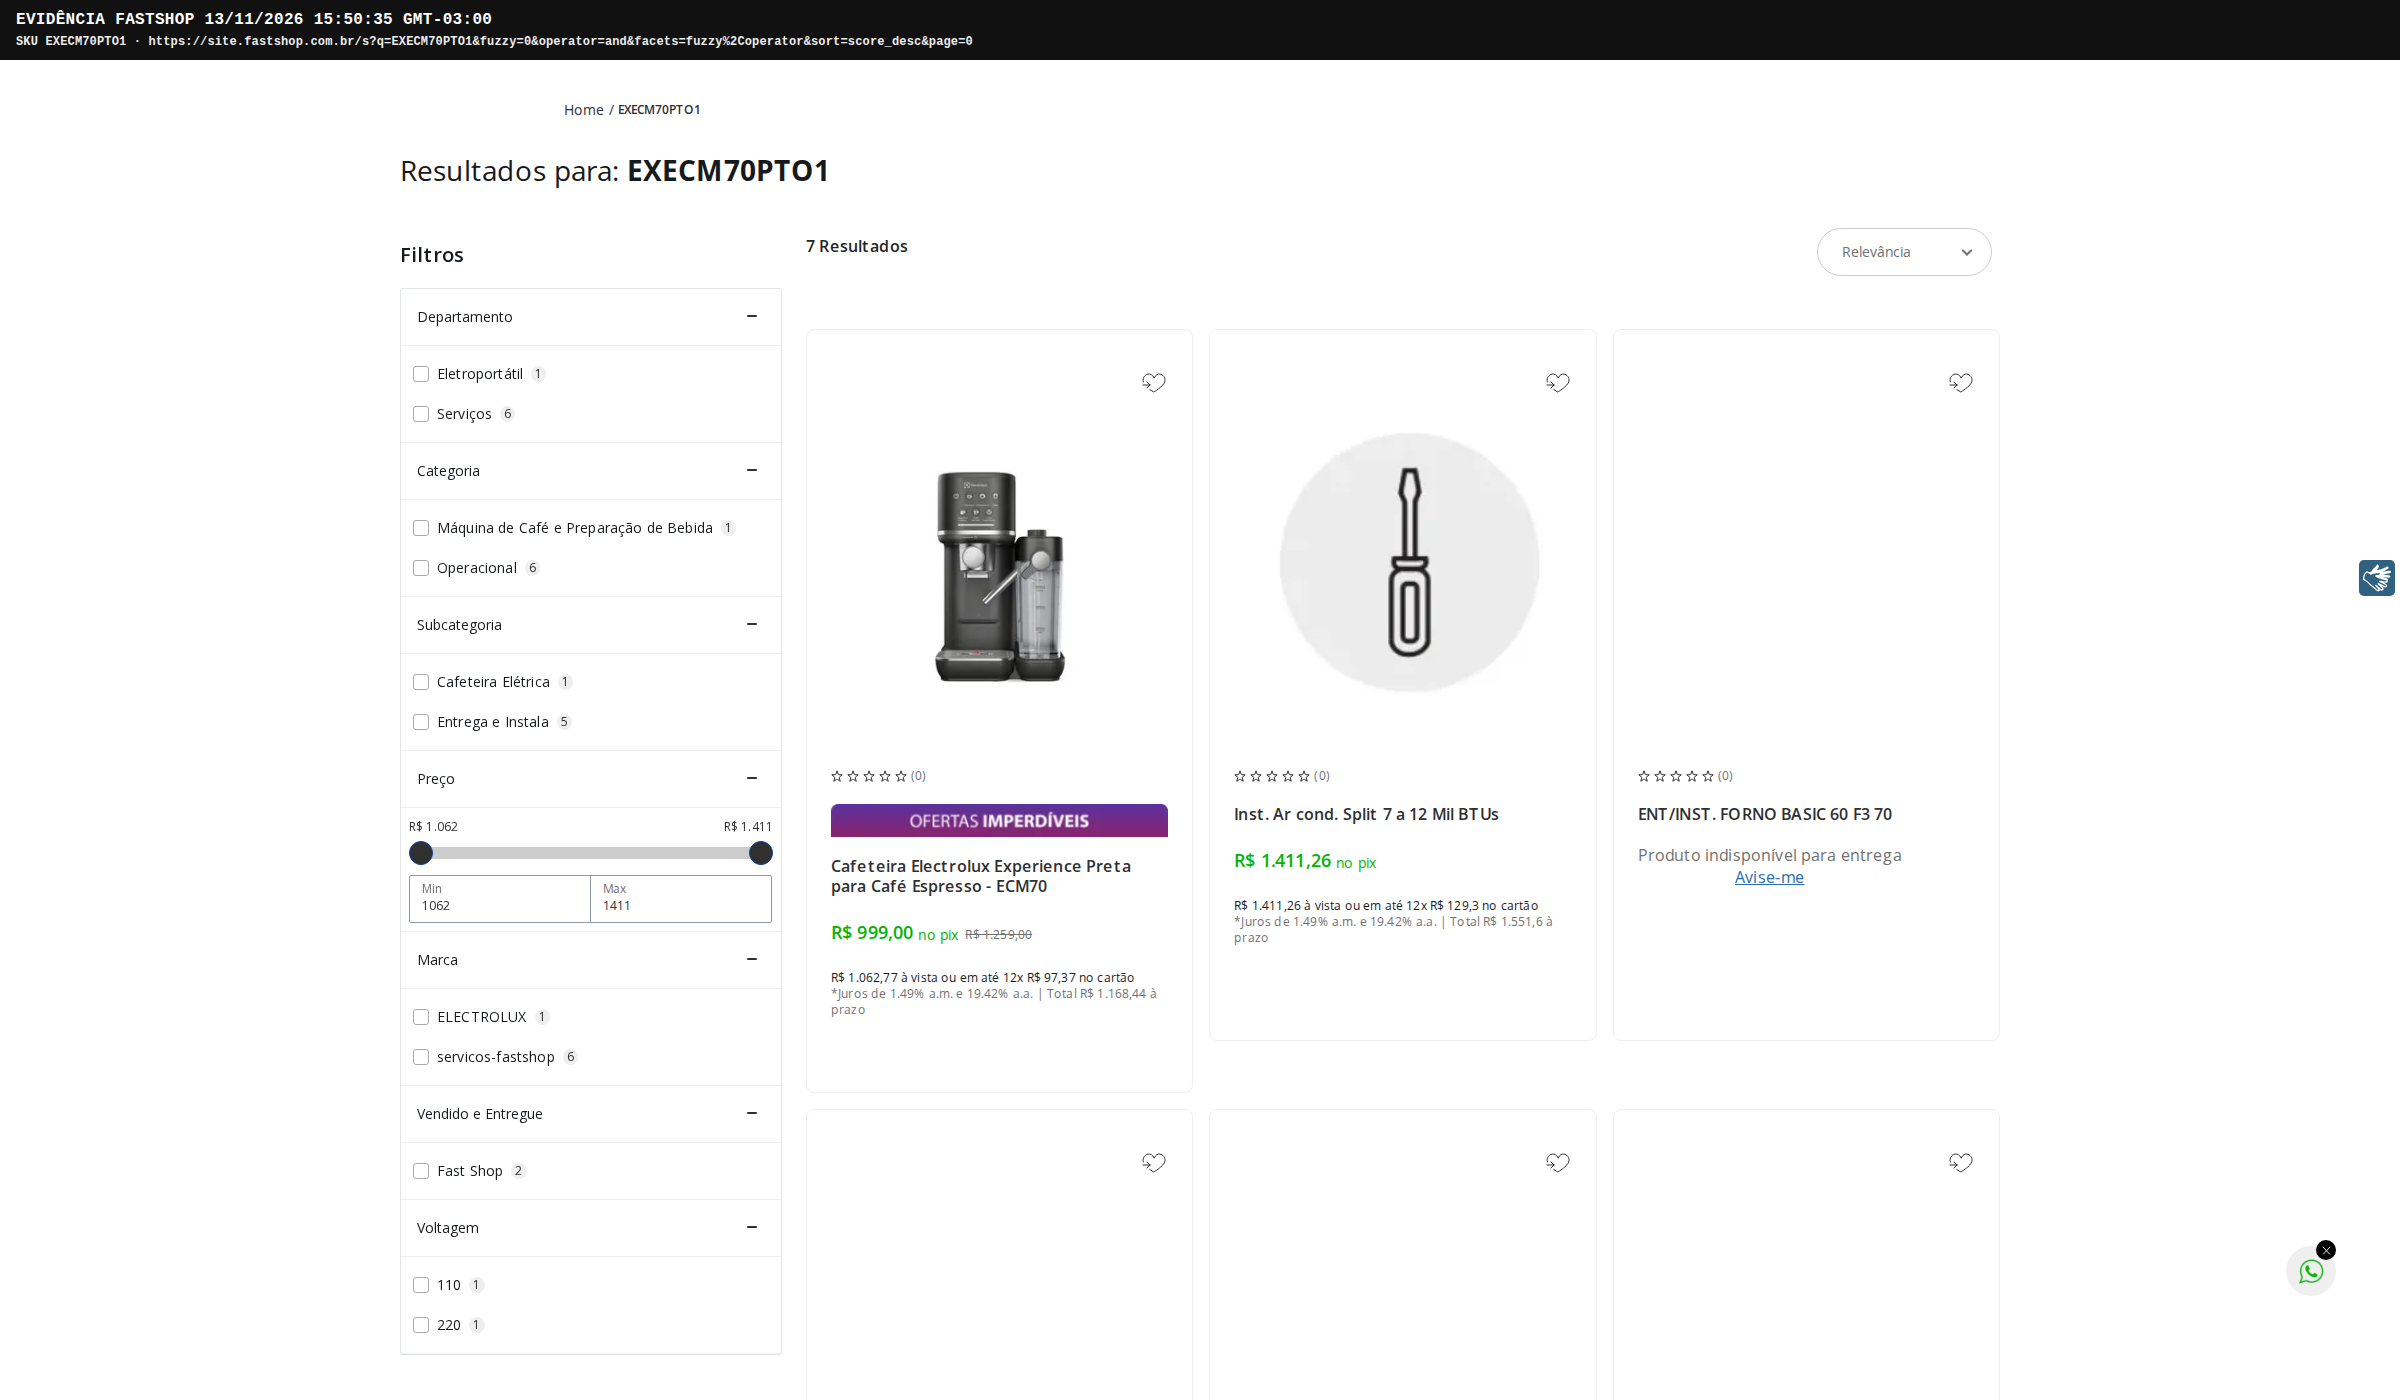 EVIDÊNCIA FASTSHOP 13/11/2026 15:50:35 GMT-03:00
SKU EXECM70PTO1 · https://site.fastshop.com.br/s?q=EXECM70PTO1&fuzzy=0&operator=and&facets=fuzzy%2Coperator&sort=score_desc&page=0
Home / EXECM70PTO1
Resultados para: EXECM70PTO1
Filtros
Departamento
Eletroportátil 1
Serviços 6
Categoria
Máquina de Café e Preparação de Bebida 1
Operacional 6
Subcategoria
Cafeteira Elétrica 1
Entrega e Instala 5
Preço
R$ 1.062 R$ 1.411
Min Max
1062 1411
Marca
ELECTROLUX 1
servicos-fastshop 6
Vendido e Entregue
Fast Shop 2
Voltagem
110 1
220 1
7 Resultados
Relevância
(0)
OFERTAS IMPERDÍVEIS
Cafeteira Electrolux Experience Preta
para Café Espresso - ECM70
R$ 999,00 no pix R$ 1.259,00
R$ 1.062,77 à vista ou em até 12x R$ 97,37 no cartão
*Juros de 1.49% a.m. e 19.42% a.a. | Total R$ 1.168,44 à
prazo
(0)
Inst. Ar cond. Split 7 a 12 Mil BTUs
R$ 1.411,26 no pix
R$ 1.411,26 à vista ou em até 12x R$ 129,3 no cartão
*Juros de 1.49% a.m. e 19.42% a.a. | Total R$ 1.551,6 à
prazo
(0)
ENT/INST. FORNO BASIC 60 F3 70
Produto indisponível para entrega
Avise-me